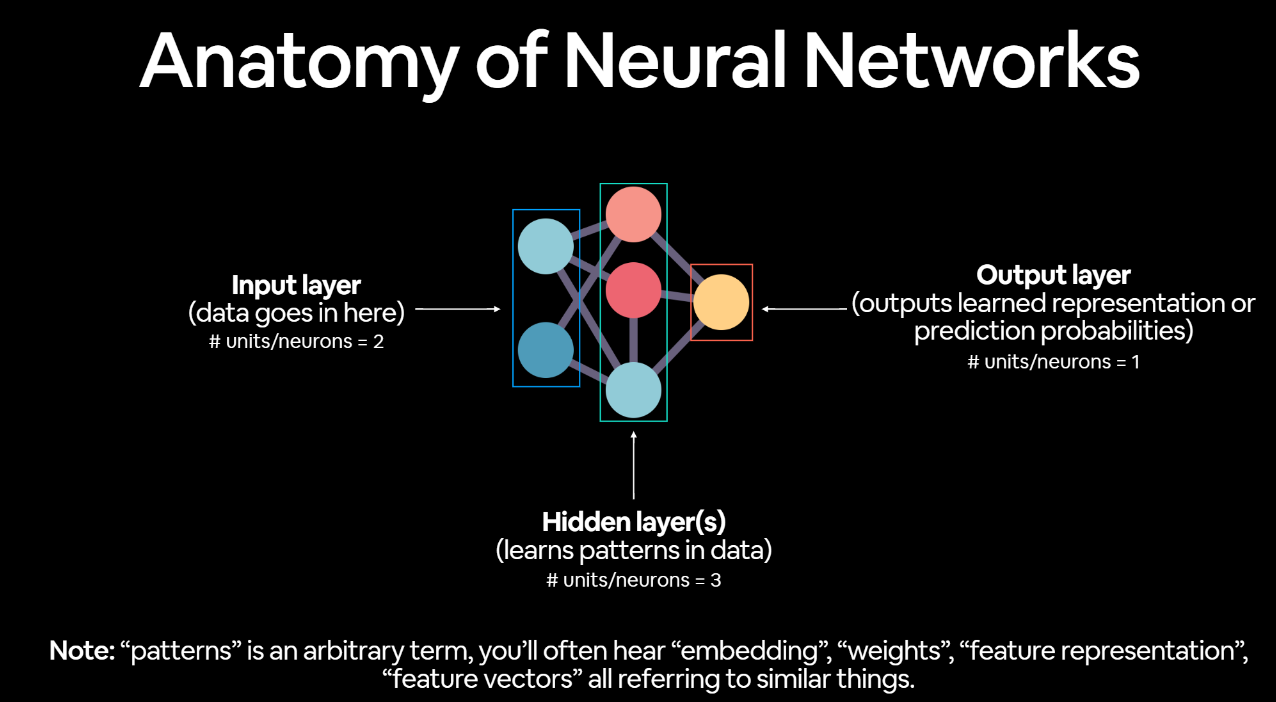 Anatomy of Neural Networks
Input layer
(data goes in here)
# units/neurons = 2
Output layer
(outputs learned representation or
prediction probabilities)
# units/neurons = 1
Hidden layer(s)
(learns patterns in data)
# units/neurons = 3
Note: “patterns” is an arbitrary term, you’ll often hear “embedding”, “weights”, “feature representation”,
“feature vectors” all referring to similar things.